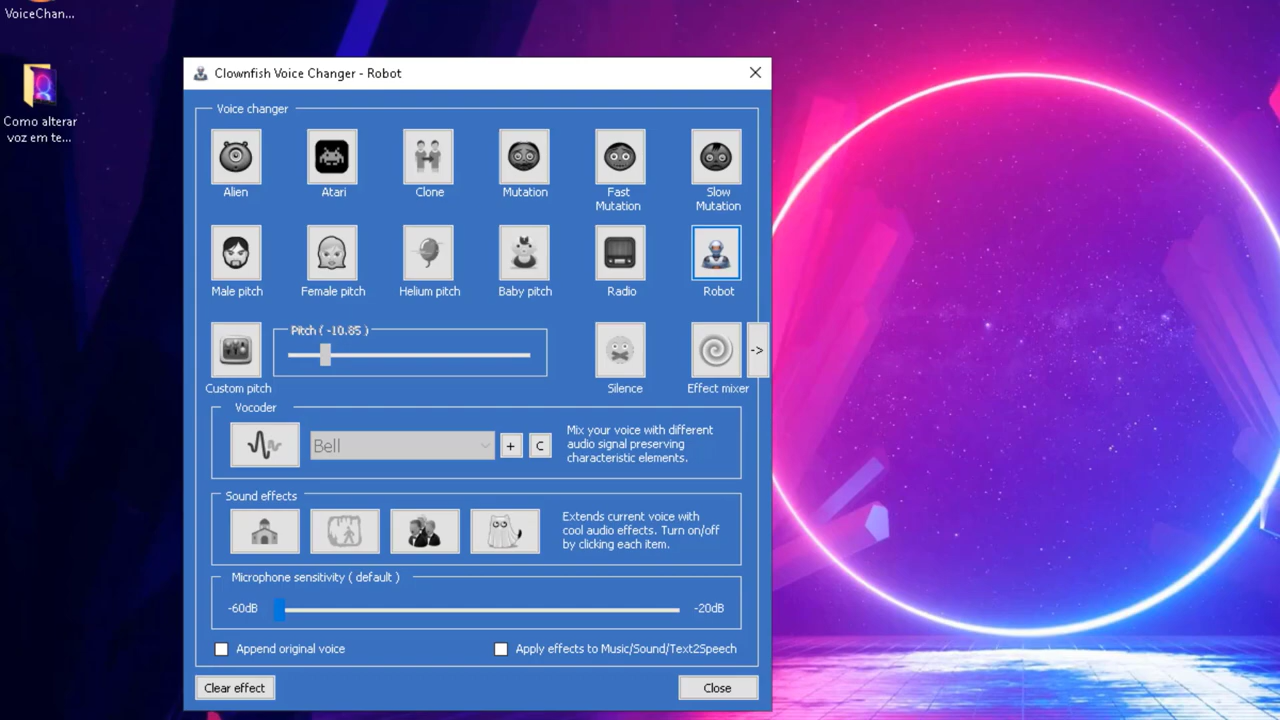 VoiceChan...
Como alterar
voz em te...
Clownfish Voice Changer - Robot
Voice changer
Alien
Atari
Clone
Mutation
Fast
Mutation
Slow
Mutation
Male pitch
Female pitch
Helium pitch
Baby pitch
Radio
Robot
Pitch ( -10.85 )
->
Custom pitch
Silence
Effect mixer
Vocoder
Bell
+
C
Mix your voice with different
audio signal preserving
characteristic elements.
Sound effects
Extends current voice with
cool audio effects. Turn on/off
by clicking each item.
Microphone sensitivity ( default )
-60dB
-20dB
Append original voice
Apply effects to Music/Sound/Text2Speech
Clear effect
Close